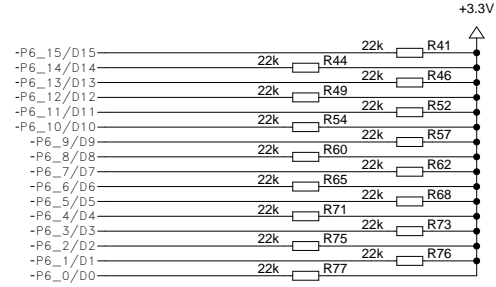 +3.3V
-P6_15/D15 22k R41
-P6_14/D14 22k R44
-P6_13/D13 22k R46
-P6_12/D12 22k R49
-P6_11/D11 22k R52
-P6_10/D10 22k R54
-P6_9/D9 22k R57
-P6_8/D8 22k R60
-P6_7/D7 22k R62
-P6_6/D6 22k R65
-P6_5/D5 22k R68
-P6_4/D4 22k R71
-P6_3/D3 22k R73
-P6_2/D2 22k R75
-P6_1/D1 22k R76
-P6_0/D0 22k R77